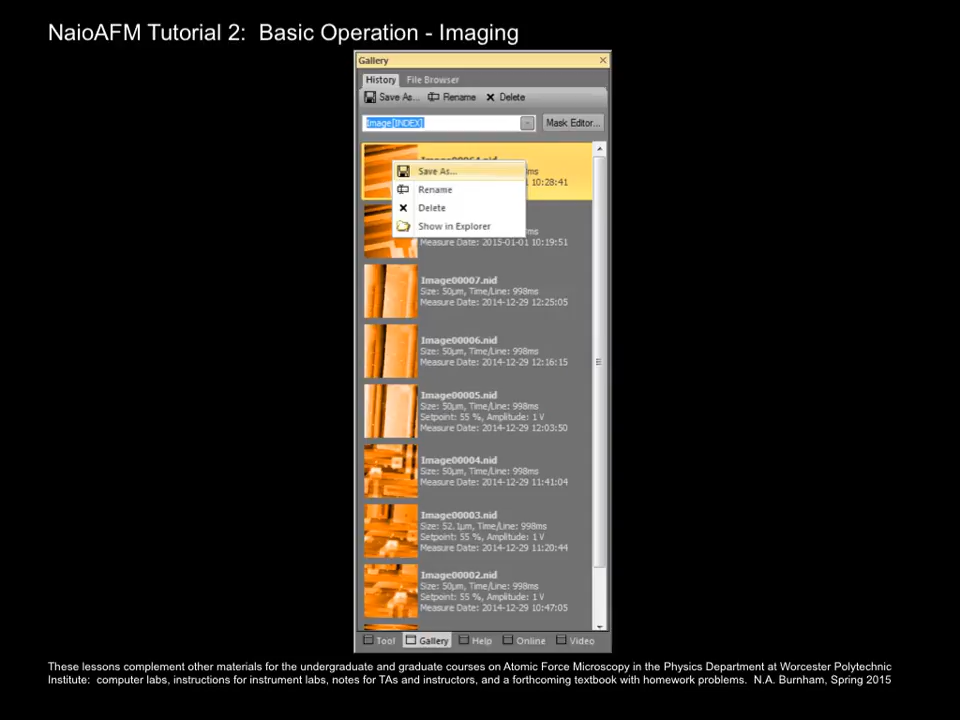 NaioAFM Tutorial 2: Basic Operation - Imaging
Gallery
History File Browser
Save As... Rename Delete
Image[INDEX] Mask Editor...
10:28:41
Save As...
Rename
Delete
Show in Explorer
Measure Date: 2015-01-01 10:19:51
Image00007.nid
Size: 50µm, Time/Line: 998ms
Measure Date: 2014-12-29 12:25:05
Image00006.nid
Size: 50µm, Time/Line: 998ms
Measure Date: 2014-12-29 12:16:15
Image00005.nid
Size: 50µm, Time/Line: 998ms
Setpoint: 55 %, Amplitude: 1 V
Measure Date: 2014-12-29 12:03:50
Image00004.nid
Size: 50µm, Time/Line: 998ms
Measure Date: 2014-12-29 11:41:04
Image00003.nid
Size: 52.1µm, Time/Line: 998ms
Setpoint: 55 %, Amplitude: 1 V
Measure Date: 2014-12-29 11:20:44
Image00002.nid
Size: 50µm, Time/Line: 998ms
Setpoint: 55 %, Amplitude: 1 V
Measure Date: 2014-12-29 10:47:05
Tool Gallery Help Online Video
These lessons complement other materials for the undergraduate and graduate courses on Atomic Force Microscopy in the Physics Department at Worcester Polytechnic
Institute: computer labs, instructions for instrument labs, notes for TAs and instructors, and a forthcoming textbook with homework problems. N.A. Burnham, Spring 2015